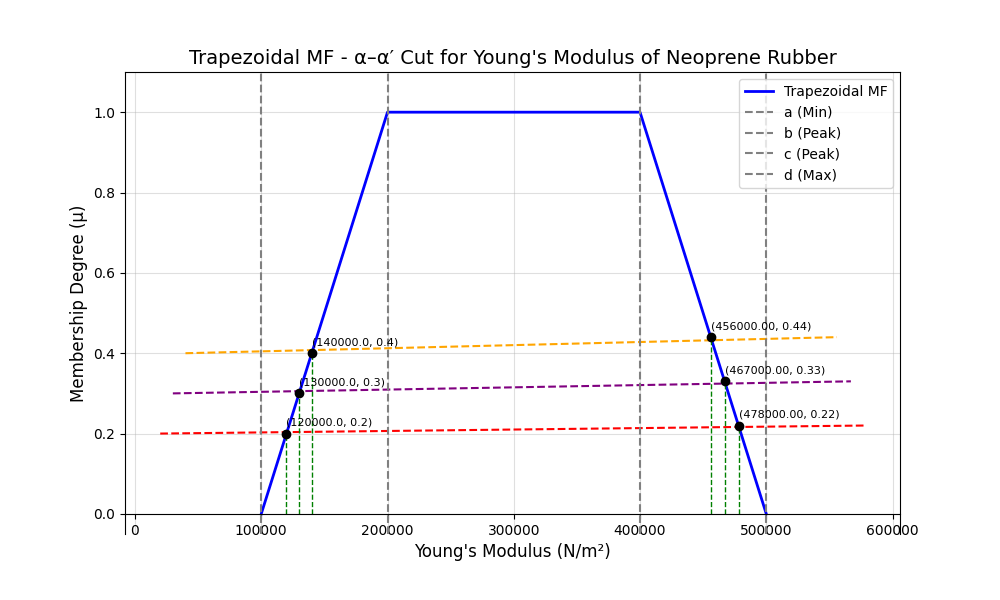 Trapezoidal MF - α–α′ Cut for Young's Modulus of Neoprene Rubber
Membership Degree (μ)
1.0
0.8
0.6
0.4
0.2
0.0
Trapezoidal MF
a (Min)
b (Peak)
c (Peak)
d (Max)
(456000.00, 0.44)
(140000.0, 0.4)
(467000.00, 0.33)
(130000.0, 0.3)
(478000.00, 0.22)
(120000.0, 0.2)
0 100000 200000 300000 400000 500000 600000
Young's Modulus (N/m²)